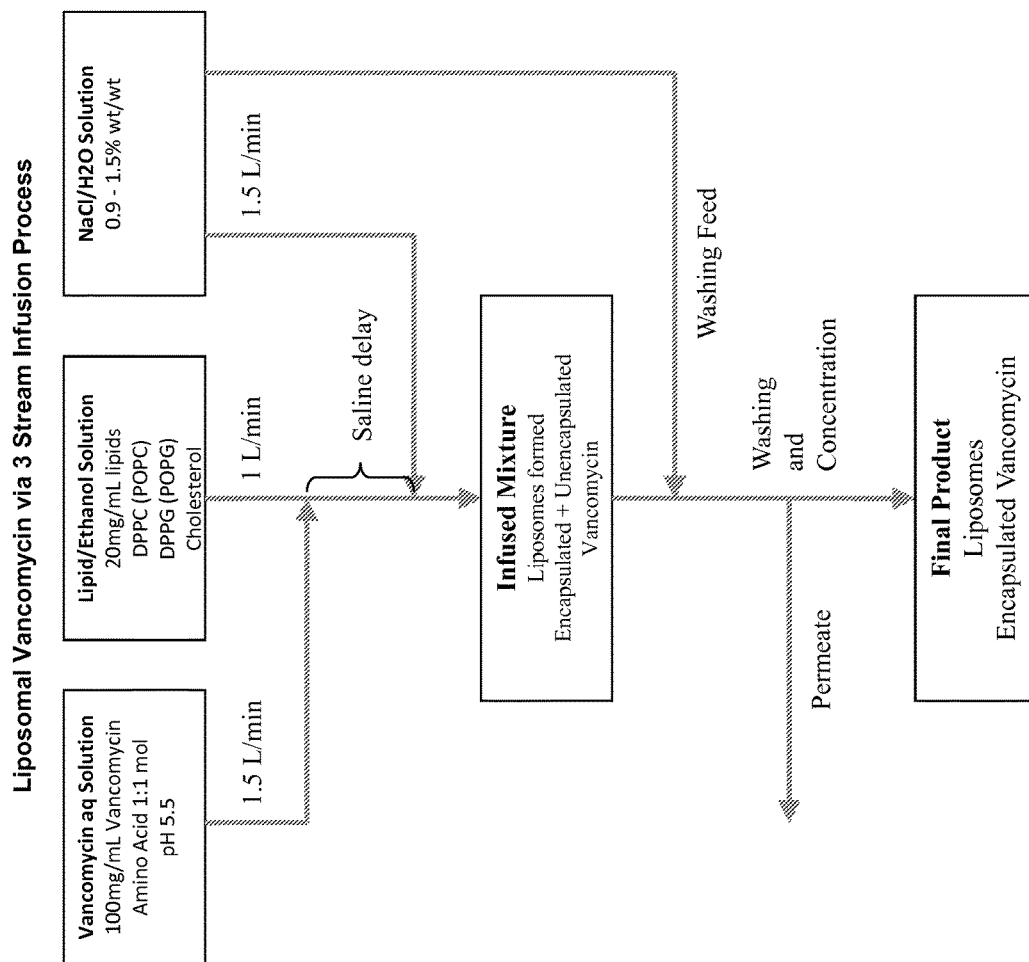 Liposomal Vancomycin via 3 Stream Infusion Process
Vancomycin aq Solution
100mg/mL Vancomycin
Amino Acid 1:1 mol
pH 5.5
Lipid/Ethanol Solution
20mg/mL lipids
DPPC (POPC)
DPPG (POPG)
Cholesterol
NaCl/H2O Solution
0.9 - 1.5% wt/wt
1.5 L/min
1 L/min
1.5 L/min
Saline delay
Infused Mixture
Liposomes formed
Encapsulated + Unencapsulated
Vancomycin
Washing Feed
Washing
and
Concentration
Permeate
Final Product
Liposomes
Encapsulated Vancomycin